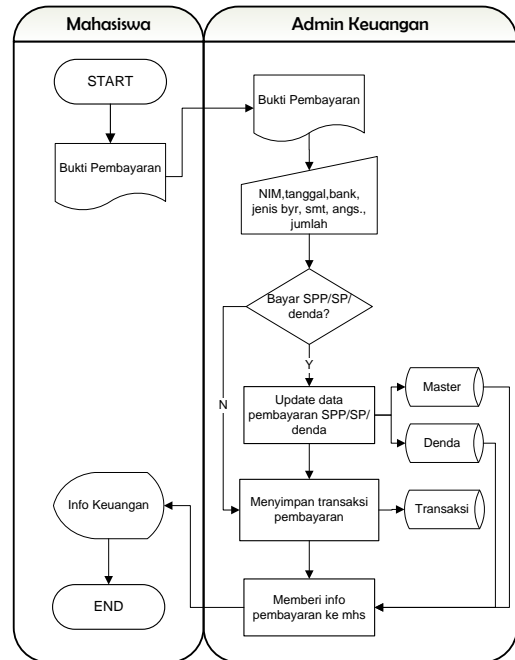 Mahasiswa
Admin Keuangan
START
Bukti Pembayaran
Bukti Pembayaran
NIM,tanggal,bank,
jenis byr, smt, angs.,
jumlah
Bayar SPP/SP/
denda?
Y
N
Update data
pembayaran SPP/SP/
denda
Master
Denda
Menyimpan transaksi
pembayaran
Transaksi
Info Keuangan
Memberi info
pembayaran ke mhs
END